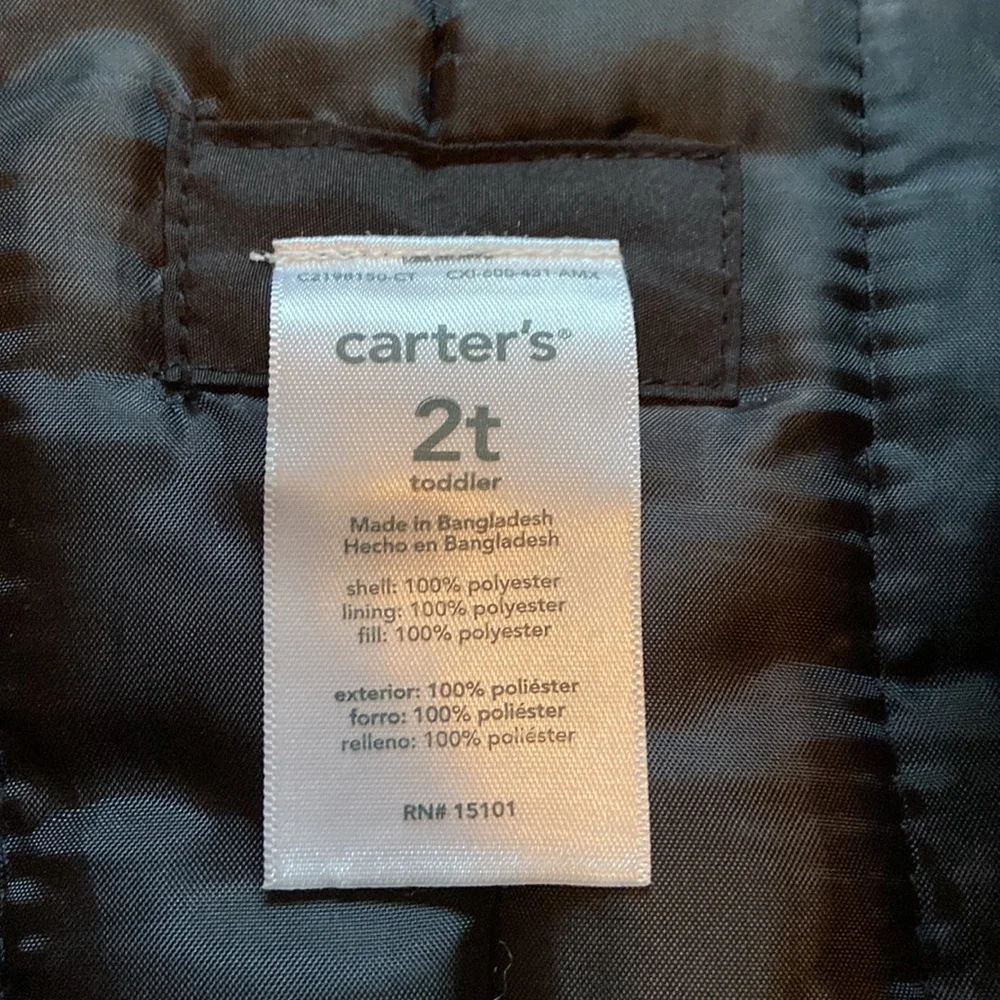 C2198150-CT CXI-600-431-AMX
carter's®
2t
toddler
Made in Bangladesh
Hecho en Bangladesh
shell: 100% polyester
lining: 100% polyester
fill: 100% polyester
exterior: 100% poliéster
forro: 100% poliéster
relleno: 100% poliéster
RN# 15101